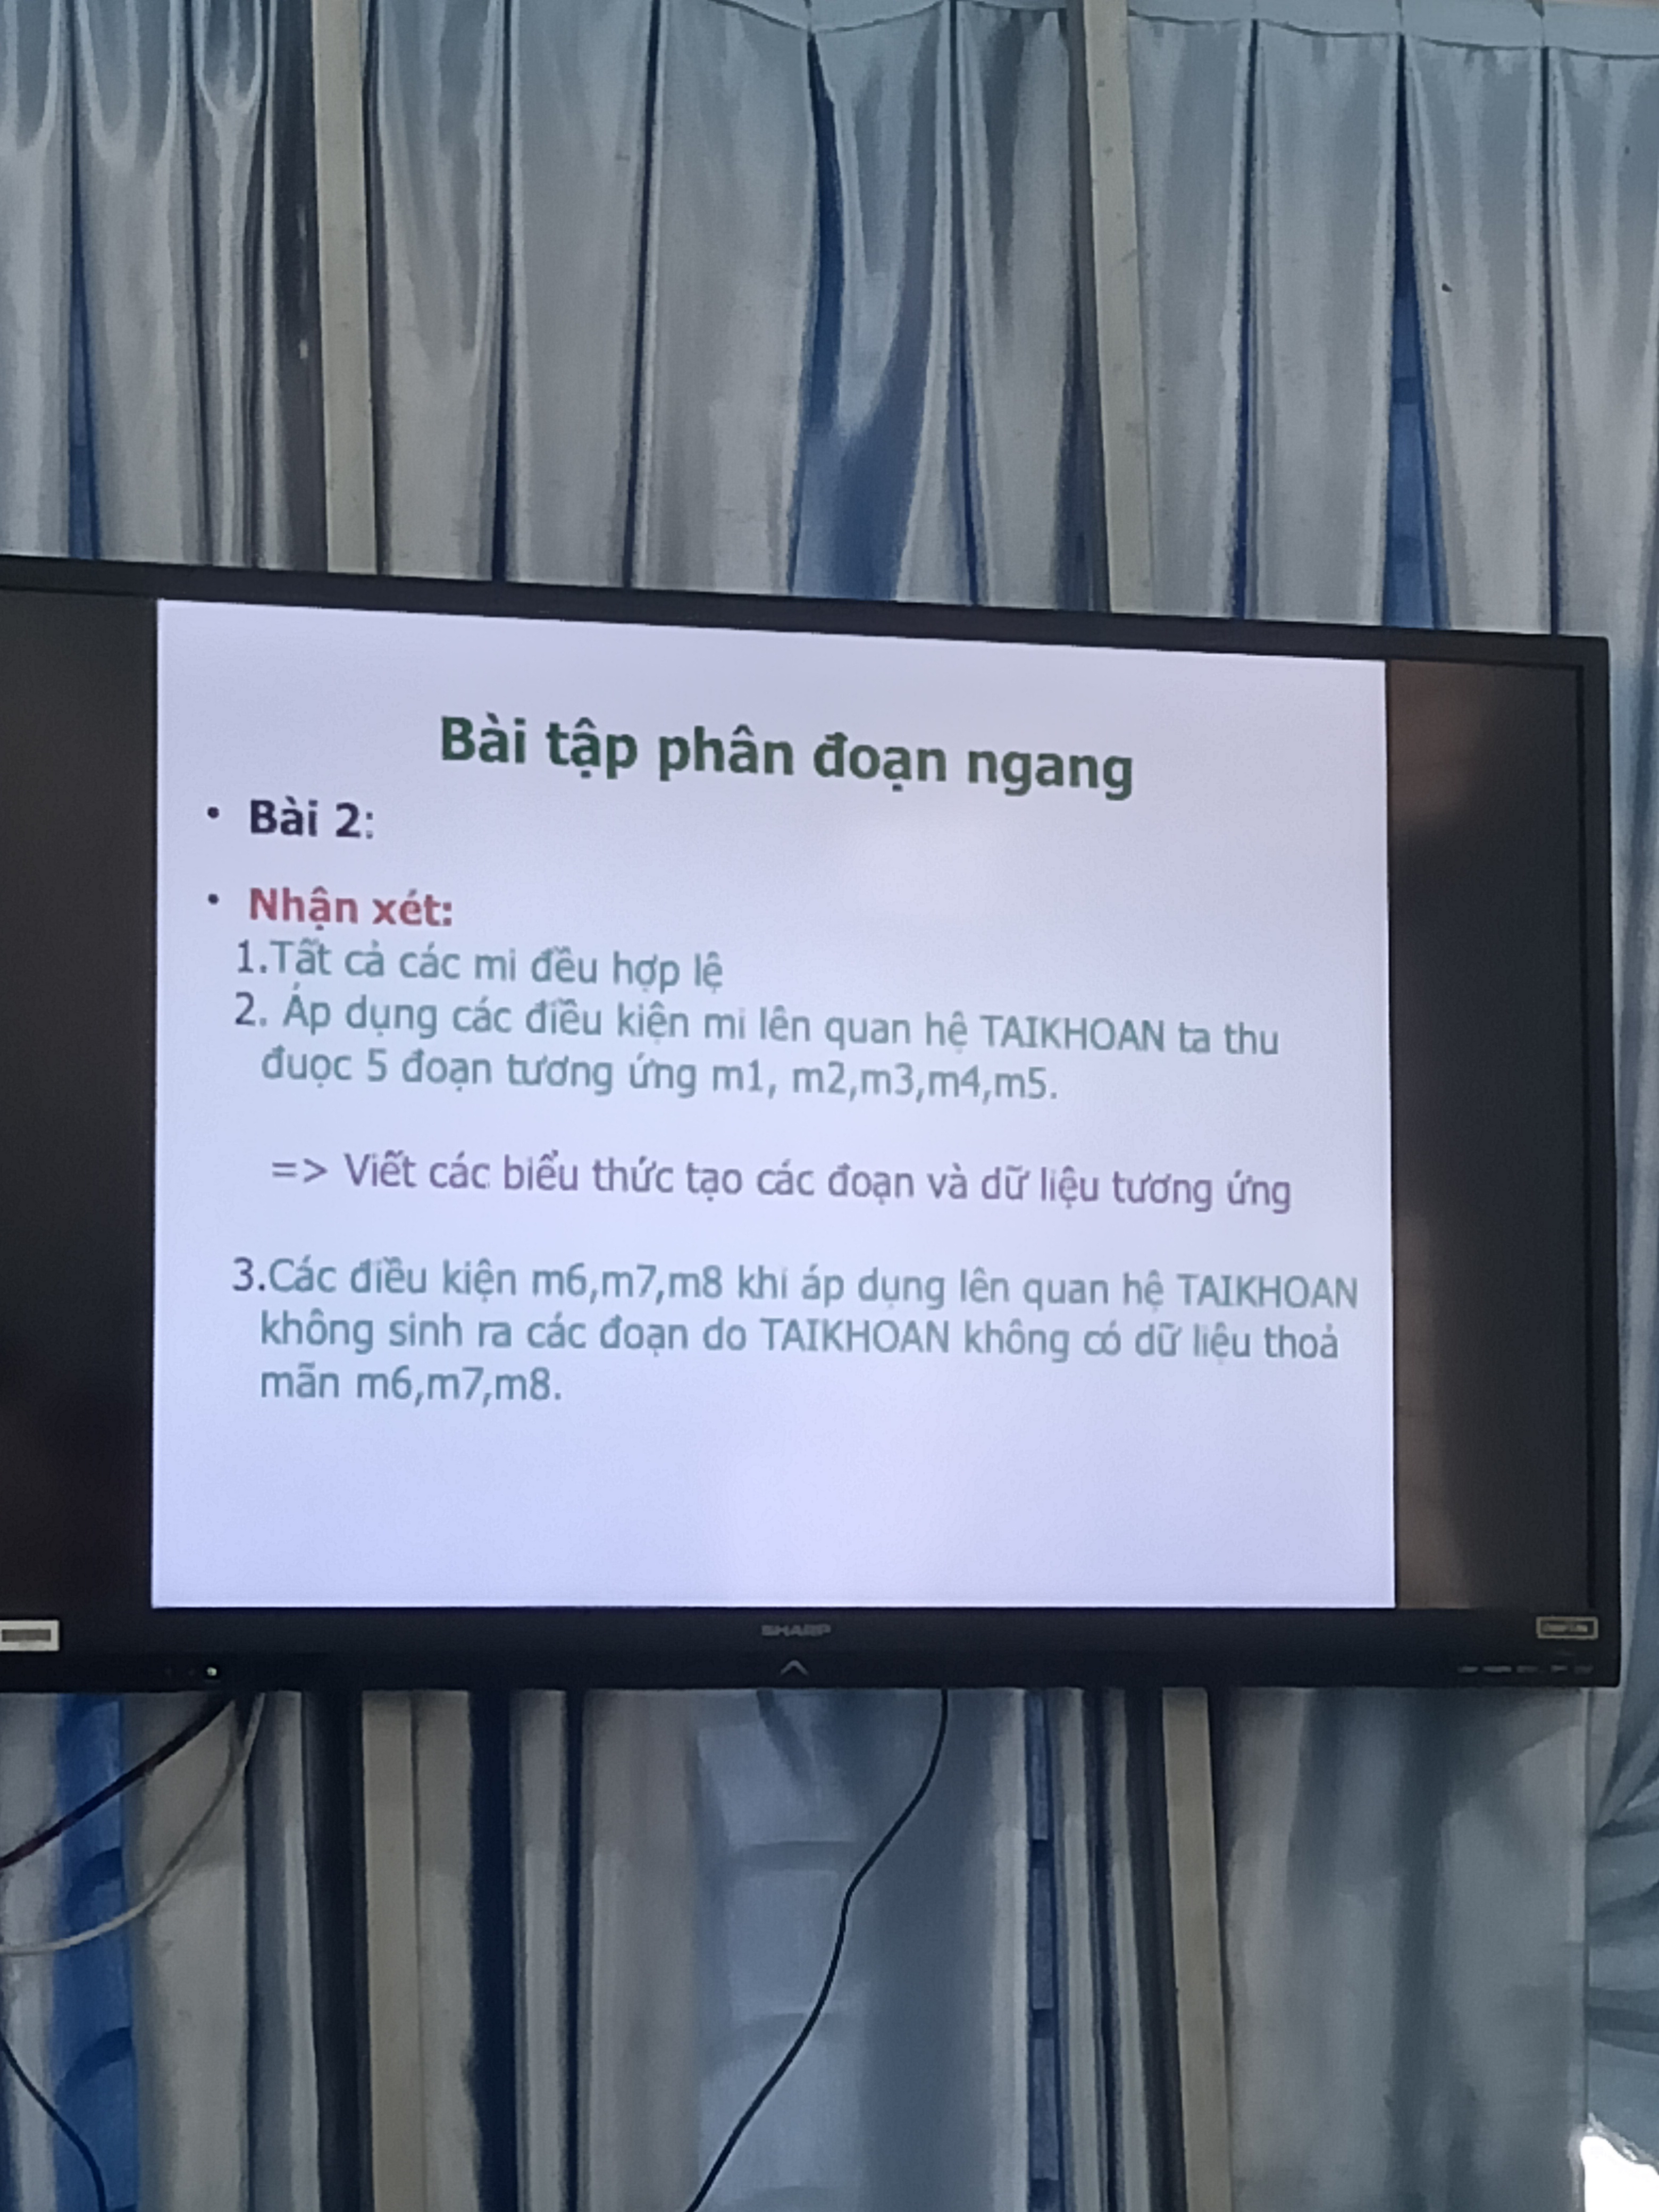 Bài tập phân đoạn ngang
• Bài 2:
• Nhận xét:
1.Tất cả các mi đều hợp lệ
2. Áp dụng các điều kiện mi lên quan hệ TAIKHOAN ta thu
đuọc 5 đoạn tương ứng m1, m2,m3,m4,m5.
=> Viết các biểu thức tạo các đoạn và dữ liệu tương ứng
3.Các điều kiện m6,m7,m8 khi áp dụng lên quan hệ TAIKHOAN
không sinh ra các đoạn do TAIKHOAN không có dữ liệu thoả
mãn m6,m7,m8.
SHARP